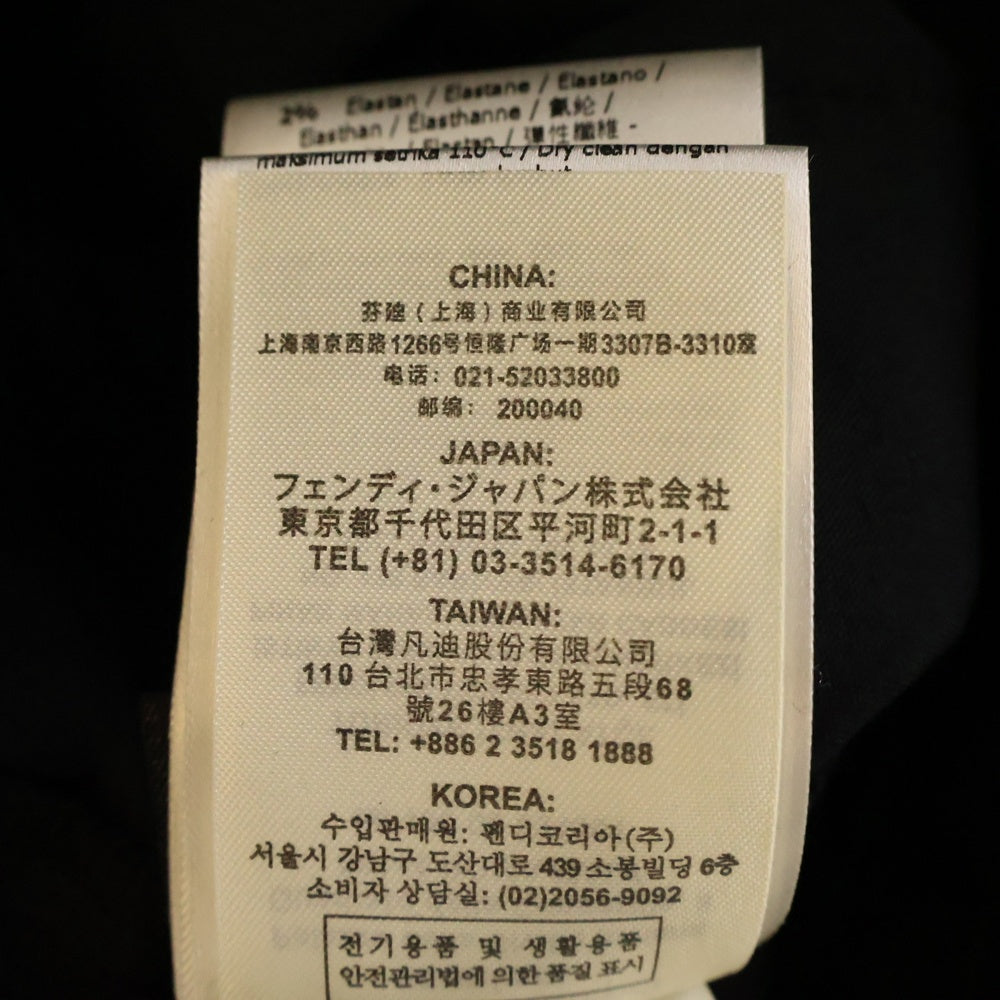 2% Elastan / Elastane / Elastano /
Elasthan / Élasthanne / 氨纶 /
/ Elastan / 彈性纖維 -
maksimum setrika 110°C / Dry clean dengan
CHINA:
芬迪（上海）商业有限公司
上海南京西路1266号恒隆广场一期3307B-3310室
电话：021-52033800
邮编：200040
JAPAN:
フェンディ・ジャパン株式会社
東京都千代田区平河町2-1-1
TEL (+81) 03-3514-6170
TAIWAN:
台灣凡迪股份有限公司
110 台北市忠孝東路五段68
號26樓A3室
TEL: +886 2 3518 1888
KOREA:
수입판매원: 펜디코리아(주)
서울시 강남구 도산대로 439 소봉빌딩 6층
소비자 상담실: (02)2056-9092
전기용품 및 생활용품
안전관리법에 의한 품질 표시